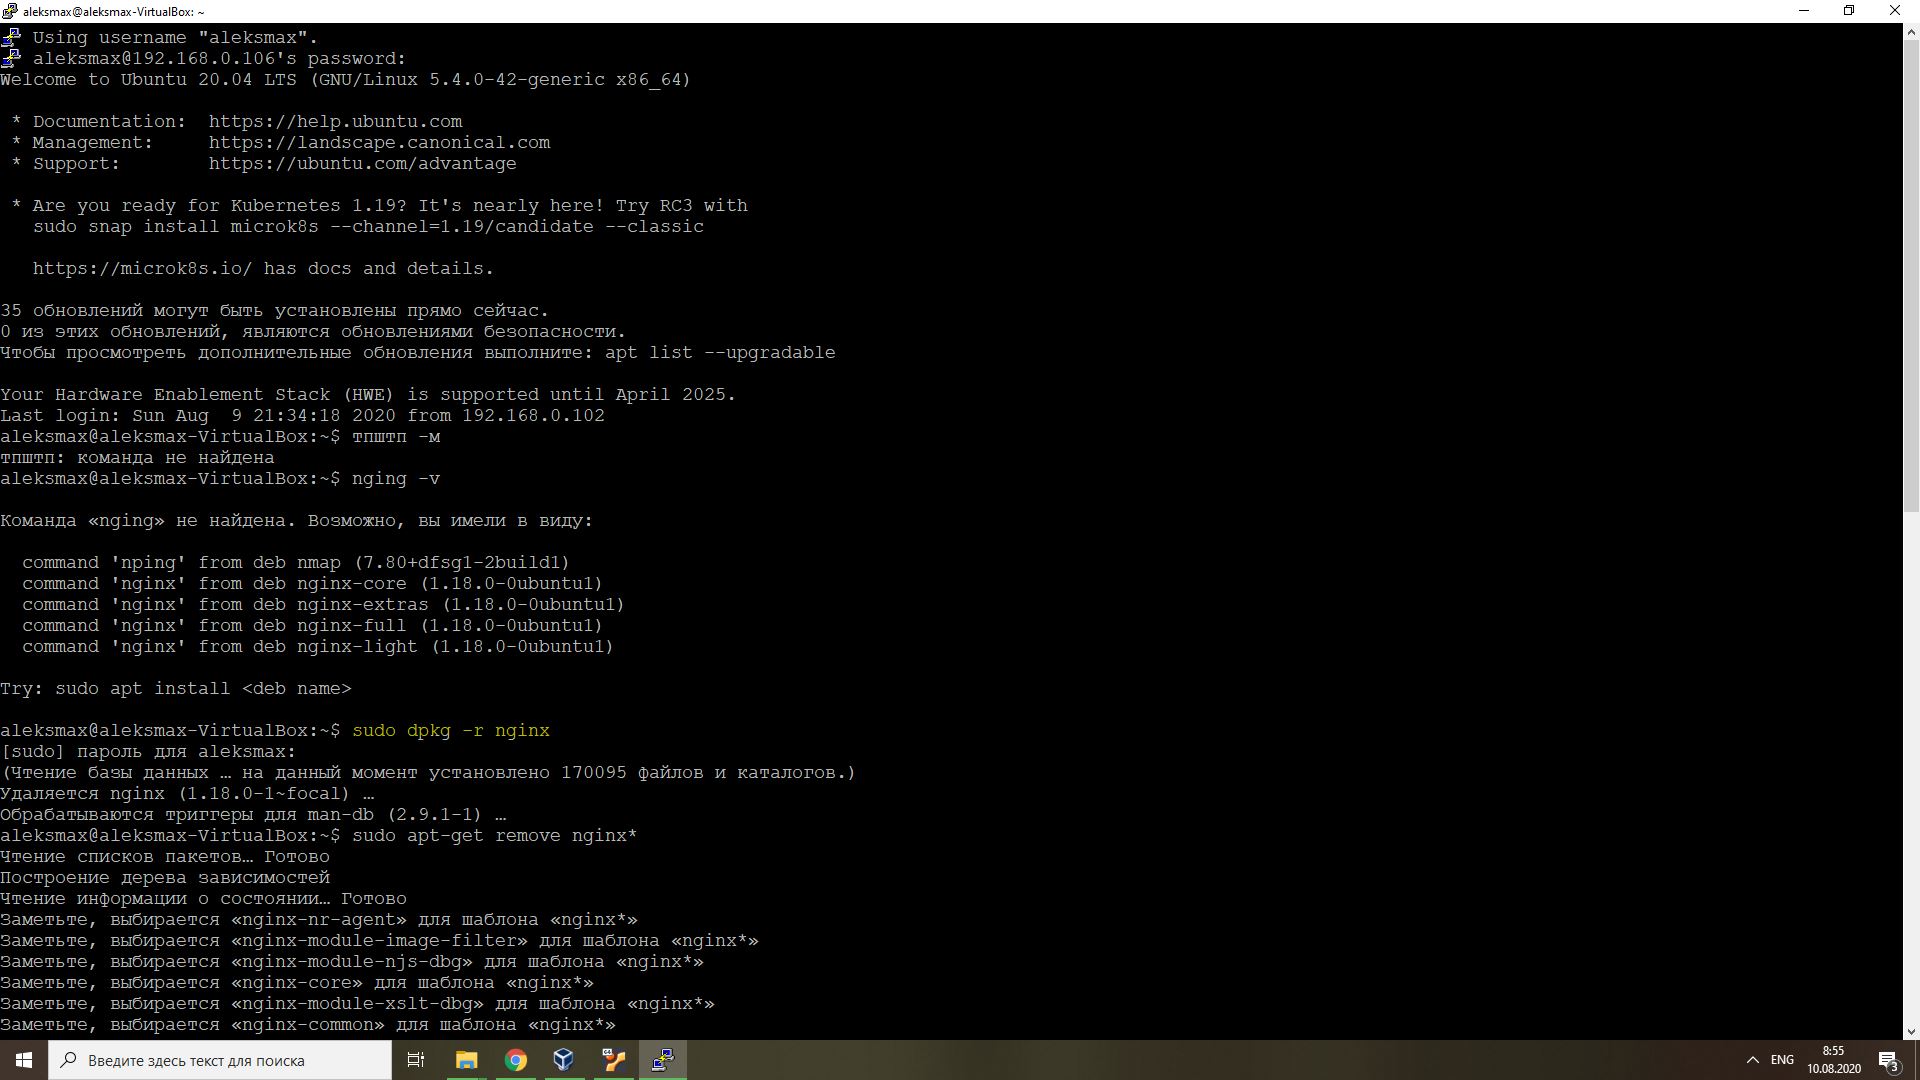 aleksmax@aleksmax-VirtualBox: ~
Using username "aleksmax".
aleksmax@192.168.0.106's password:
Welcome to Ubuntu 20.04 LTS (GNU/Linux 5.4.0-42-generic x86_64)
* Documentation:  https://help.ubuntu.com
* Management:     https://landscape.canonical.com
* Support:        https://ubuntu.com/advantage
* Are you ready for Kubernetes 1.19? It's nearly here! Try RC3 with
sudo snap install microk8s --channel=1.19/candidate --classic
https://microk8s.io/ has docs and details.
35 обновлений могут быть установлены прямо сейчас.
0 из этих обновлений, являются обновлениями безопасности.
Чтобы просмотреть дополнительные обновления выполните: apt list --upgradable
Your Hardware Enablement Stack (HWE) is supported until April 2025.
Last login: Sun Aug  9 21:34:18 2020 from 192.168.0.102
aleksmax@aleksmax-VirtualBox:~$ тпштп -м
тпштп: команда не найдена
aleksmax@aleksmax-VirtualBox:~$ nging -v
Команда «nging» не найдена. Возможно, вы имели в виду:
command 'nping' from deb nmap (7.80+dfsg1-2build1)
command 'nginx' from deb nginx-core (1.18.0-0ubuntu1)
command 'nginx' from deb nginx-extras (1.18.0-0ubuntu1)
command 'nginx' from deb nginx-full (1.18.0-0ubuntu1)
command 'nginx' from deb nginx-light (1.18.0-0ubuntu1)
Try: sudo apt install <deb name>
aleksmax@aleksmax-VirtualBox:~$ sudo dpkg -r nginx
[sudo] пароль для aleksmax:
(Чтение базы данных … на данный момент установлено 170095 файлов и каталогов.)
Удаляется nginx (1.18.0-1~focal) …
Обрабатываются триггеры для man-db (2.9.1-1) …
aleksmax@aleksmax-VirtualBox:~$ sudo apt-get remove nginx*
Чтение списков пакетов… Готово
Построение дерева зависимостей
Чтение информации о состоянии… Готово
Заметьте, выбирается «nginx-nr-agent» для шаблона «nginx*»
Заметьте, выбирается «nginx-module-image-filter» для шаблона «nginx*»
Заметьте, выбирается «nginx-module-njs-dbg» для шаблона «nginx*»
Заметьте, выбирается «nginx-core» для шаблона «nginx*»
Заметьте, выбирается «nginx-module-xslt-dbg» для шаблона «nginx*»
Заметьте, выбирается «nginx-common» для шаблона «nginx*»
Введите здесь текст для поиска
ENG
8:55
10.08.2020
3